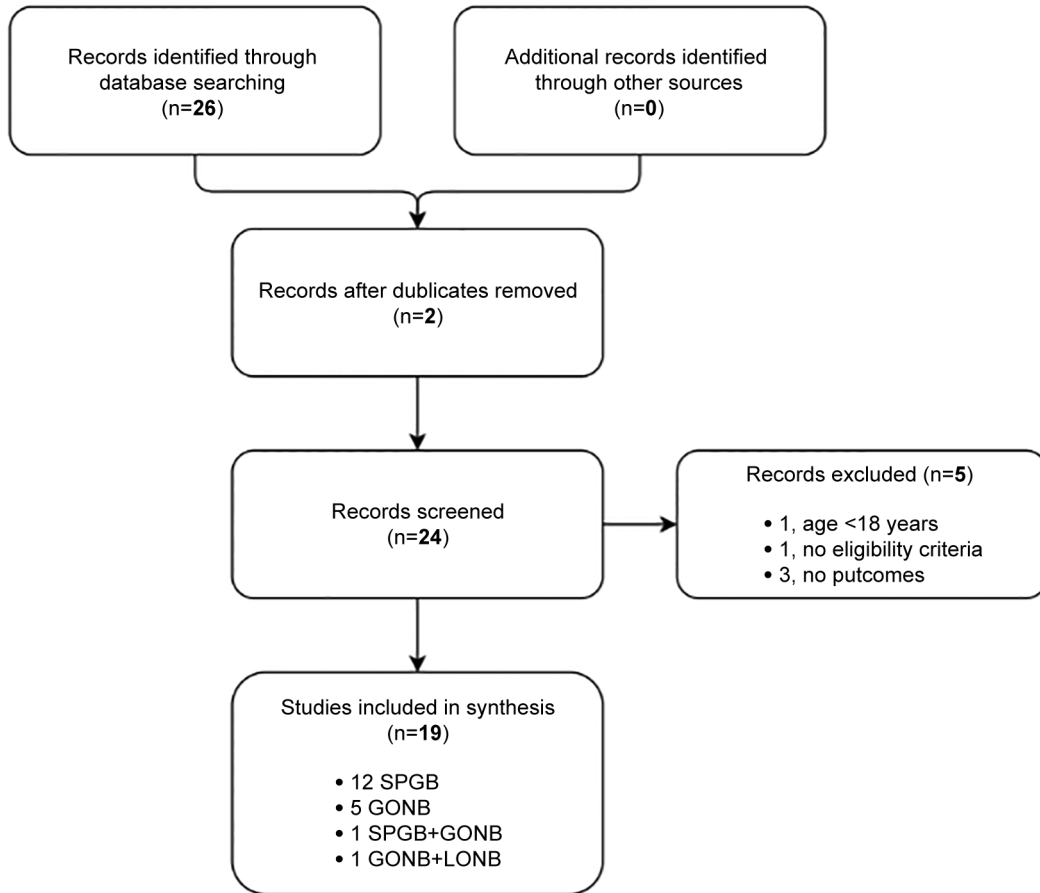 Records identified through
database searching
(n=26)
Additional records identified
through other sources
(n=0)
Records after dublicates removed
(n=2)
Records screened
(n=24)
Records excluded (n=5)
• 1, age <18 years
• 1, no eligibility criteria
• 3, no putcomes
Studies included in synthesis
(n=19)
• 12 SPGB
• 5 GONB
• 1 SPGB+GONB
• 1 GONB+LONB